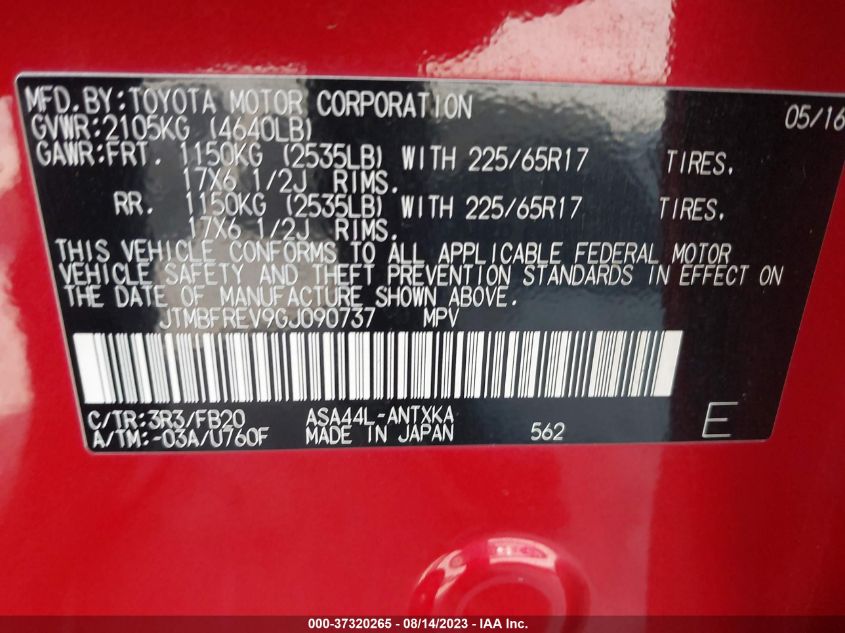 MFD.BY:TOYOTA MOTOR CORPORATION 05/16
GVWR:2105KG (4640LB)
GAWR:FRT. 1150KG (2535LB) WITH 225/65R17 TIRES.
17X6 1/2J RIMS.
RR. 1150KG (2535LB) WITH 225/65R17 TIRES.
17X6 1/2J RIMS.
THIS VEHICLE CONFORMS TO ALL APPLICABLE FEDERAL MOTOR
VEHICLE SAFETY AND THEFT PREVENTION STANDARDS IN EFFECT ON
THE DATE OF MANUFACTURE SHOWN ABOVE.
JTMBFREV9GJ090737 MPV
C/TR:3R3/FB20 ASA44L-ANTXKA
A/TM:-03A/U760F MADE IN JAPAN 562 E
000-37320265 - 08/14/2023 - IAA Inc.